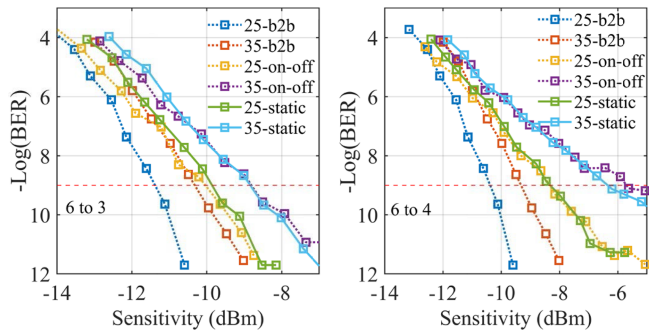 4
6
8
10
12
-Log(BER)
25-b2b
35-b2b
25-on-off
35-on-off
25-static
35-static
6 to 3
-14
-12
-10
-8
Sensitivity (dBm)
4
6
8
10
12
-Log(BER)
25-b2b
35-b2b
25-on-off
35-on-off
25-static
35-static
6 to 4
-14
-12
-10
-8
-6
Sensitivity (dBm)